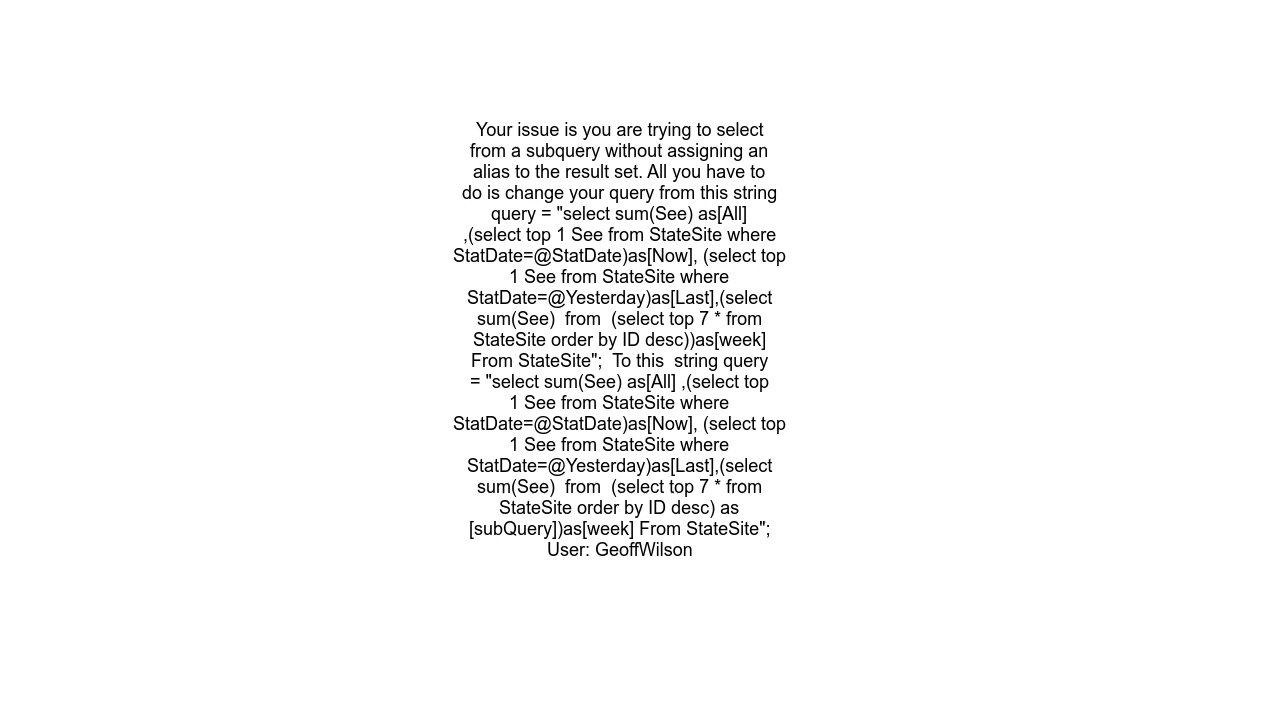 Your issue is you are trying to select
from a subquery without assigning an
alias to the result set. All you have to
do is change your query from this string
query = "select sum(See) as[All]
,(select top 1 See from StateSite where
StatDate=@StatDate)as[Now], (select top
1 See from StateSite where
StatDate=@Yesterday)as[Last],(select
sum(See)  from  (select top 7 * from
StateSite order by ID desc))as[week]
From StateSite";  To this  string query
= "select sum(See) as[All] ,(select top
1 See from StateSite where
StatDate=@StatDate)as[Now], (select top
1 See from StateSite where
StatDate=@Yesterday)as[Last],(select
sum(See)  from  (select top 7 * from
StateSite order by ID desc) as
[subQuery])as[week] From StateSite";
User: GeoffWilson